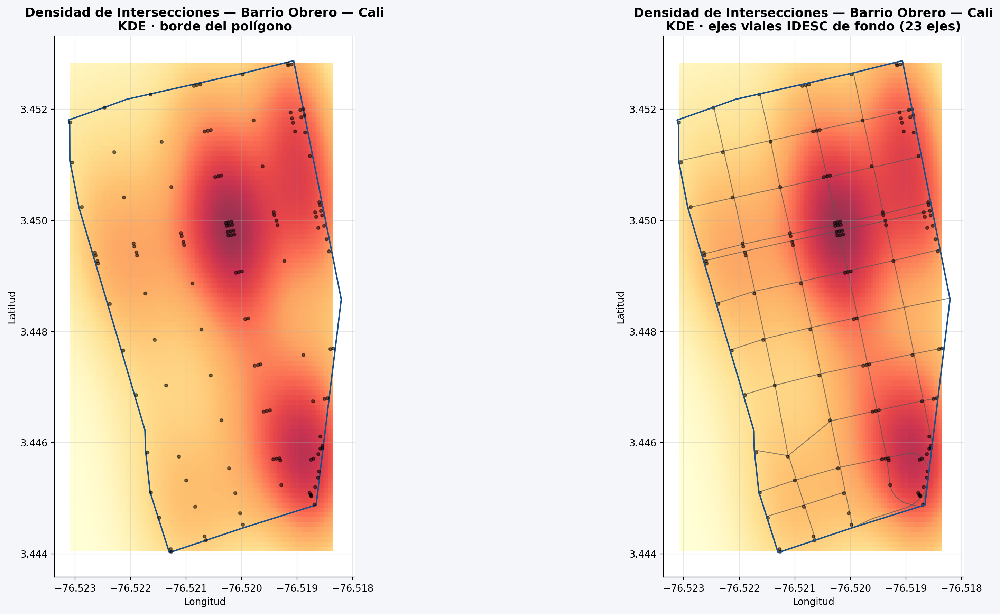 Densidad de Intersecciones — Barrio Obrero — Cali
KDE · borde del polígono
3.452
3.450
3.448
3.446
3.444
Latitud
−76.523
−76.522
−76.521
−76.520
−76.519
−76.518
Longitud
Densidad de Intersecciones — Barrio Obrero — Cali
KDE · ejes viales IDESC de fondo (23 ejes)
3.452
3.450
3.448
3.446
3.444
Latitud
−76.523
−76.522
−76.521
−76.520
−76.519
−76.518
Longitud